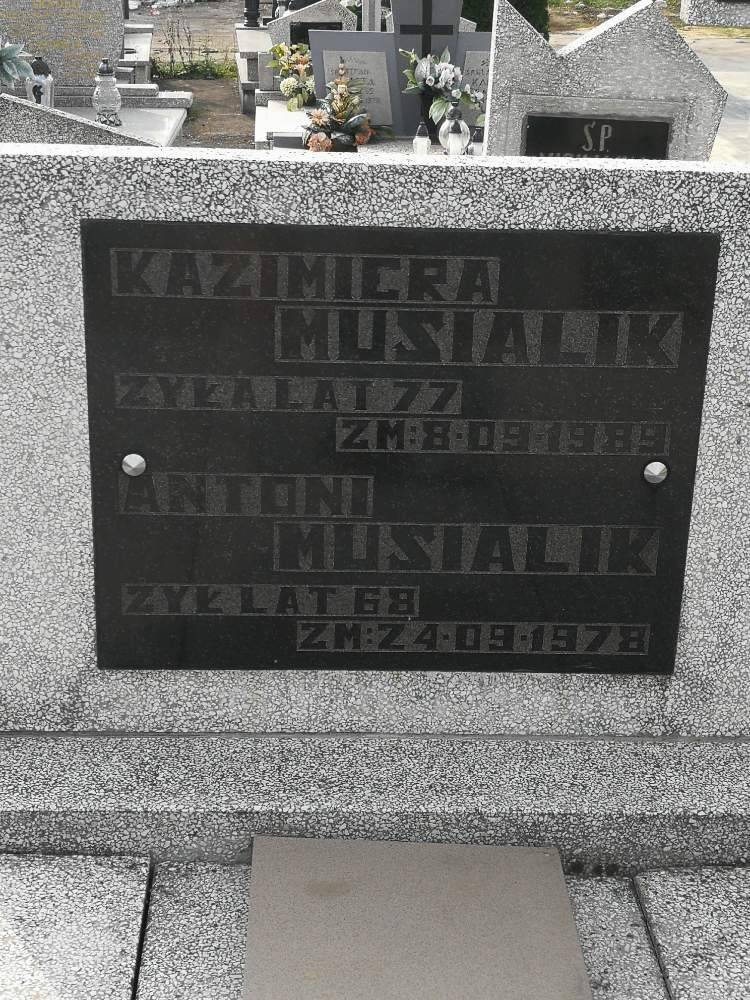 Ś.P.
KAZIMIERA
MUSIALIK
ŻYŁA LAT 77
ZM: 8·09·1989
ANTONI
MUSIALIK
ŻYŁ LAT 68
ZM: 24·09·1978